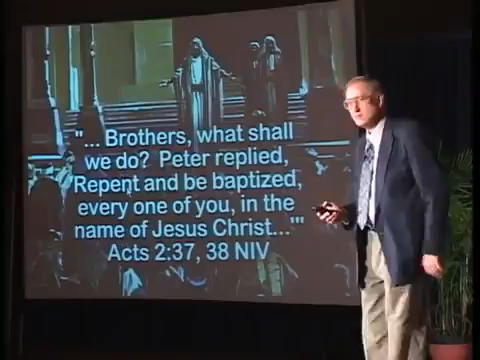 "... Brothers, what shall
we do? Peter replied,
Repent and be baptized,
every one of you, in the
name of Jesus Christ..."'
Acts 2:37, 38 NIV